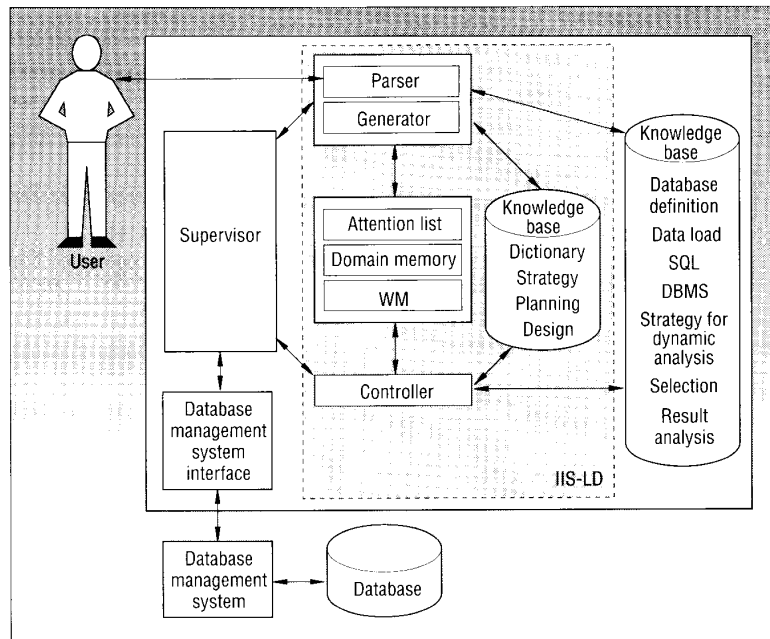 Parser
Generator
Knowledge
base
Database
definition
Data load
SQL
DBMS
Strategy for
dynamic
analysis
Selection
Result
analysis
User
Supervisor
Attention list
Domain memory
WM
Knowledge
base
Dictionary
Strategy
Planning
Design
Controller
Database
management
system
interface
IIS-LD
Database
management
system
Database